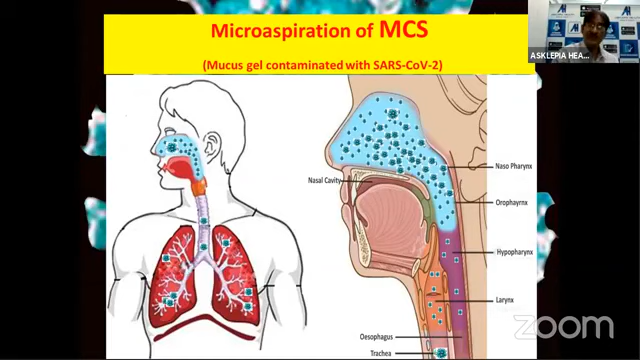 Microaspiration of MCS
(Mucus gel contaminated with SARS-CoV-2)
ASKLEPIA HEA...
Nasal Cavity
Naso Pharynx
Orophayrnx
Hypopharynx
Larynx
Oesophagus
Trachea
zoom